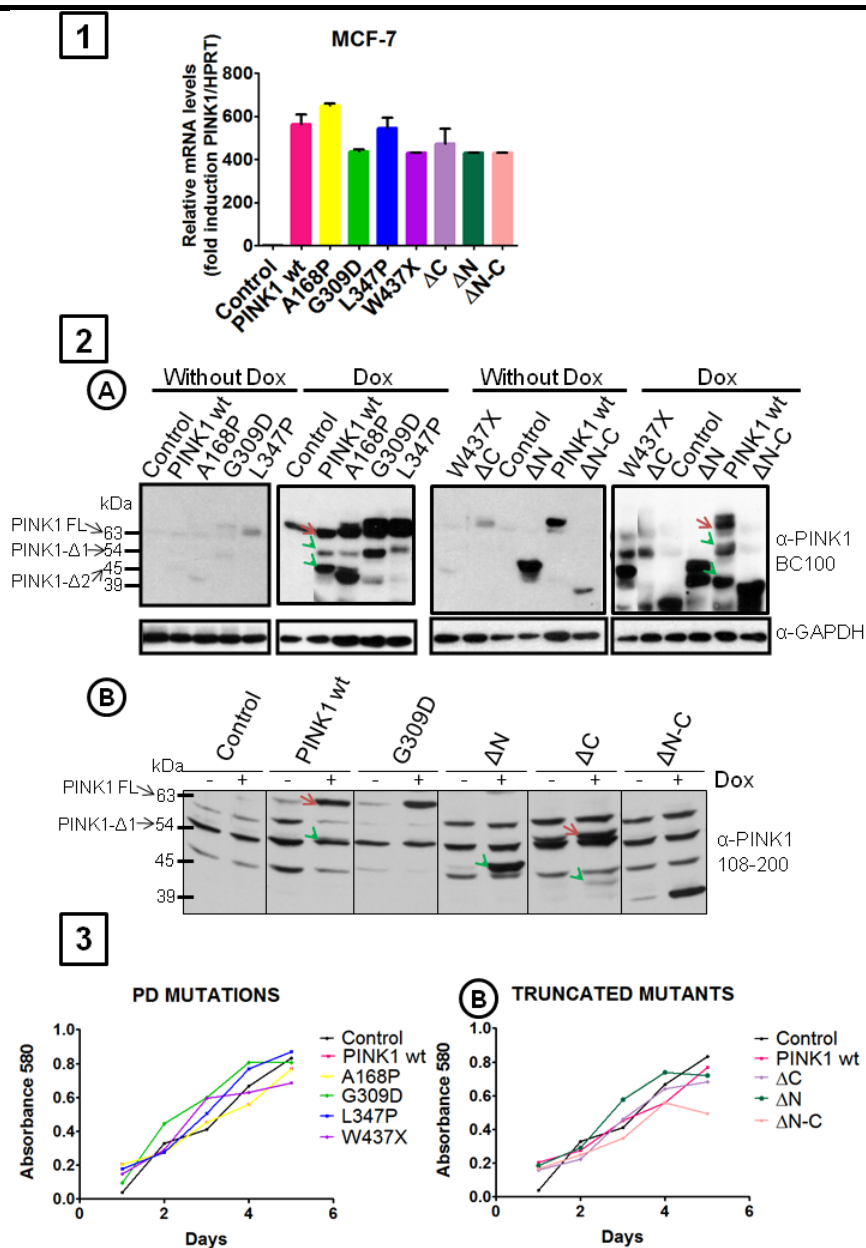 1
MCF-7
Relative mRNA levels
(fold induction PINK1/HPRT)
800
600
400
200
0
Control
PINK1 wt
A168P
G309D
L347P
W437X
ΔC
ΔN
ΔN-C
2
A
Without Dox
Dox
Without Dox
Dox
Control
PINK1 wt
A168P
G309D
L347P
Control
PINK1 wt
A168P
G309D
L347P
W437X
ΔC
Control
ΔN
PINK1 wt
ΔN-C
W437X
ΔC
Control
ΔN
PINK1 wt
ΔN-C
kDa
PINK1 FL
63
PINK1-Δ1
54
45
PINK1-Δ2
39
α-PINK1
BC100
α-GAPDH
B
Control
PINK1 wt
G309D
ΔN
ΔC
ΔN-C
kDa
- + - + - + - + - + - + Dox
PINK1 FL
63
PINK1-Δ1
54
45
39
α-PINK1
108-200
3
PD MUTATIONS
Absorbance 580
1.0
0.8
0.6
0.4
0.2
0.0
0 2 4 6
Days
Control
PINK1 wt
A168P
G309D
L347P
W437X
B
TRUNCATED MUTANTS
Absorbance 580
1.0
0.8
0.6
0.4
0.2
0.0
0 2 4 6
Days
Control
PINK1 wt
ΔC
ΔN
ΔN-C